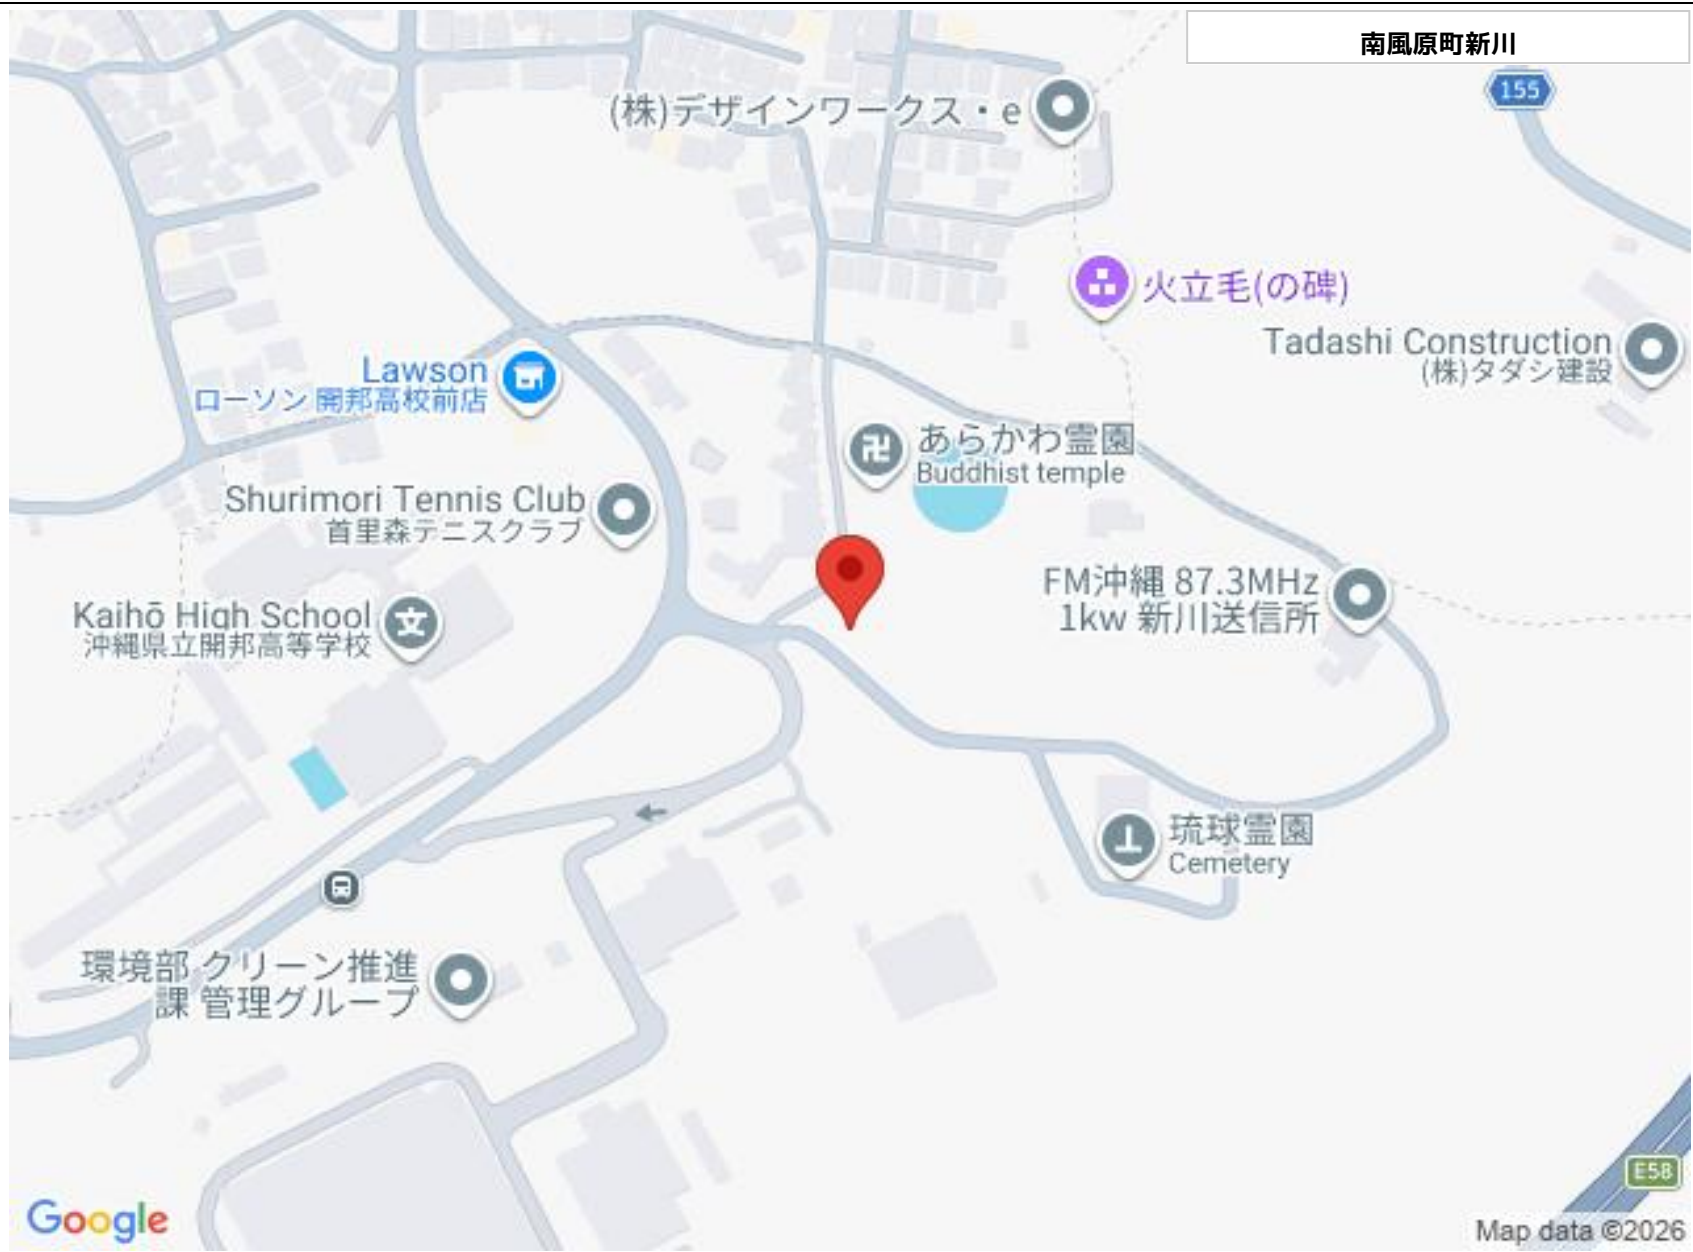 南風原町新川
155
(株)デザインワークス・e
火立毛(の碑)
Tadashi Construction
(株)タダシ建設
Lawson
ローソン 開邦高校前店
あらかわ霊園
Buddhist temple
Shurimori Tennis Club
首里森テニスクラブ
FM沖縄 87.3MHz
1kw 新川送信所
Kaihō High School
沖縄県立開邦高等学校
琉球霊園
Cemetery
環境部 クリーン推進
課 管理グループ
E58
Google
Map data ©2026